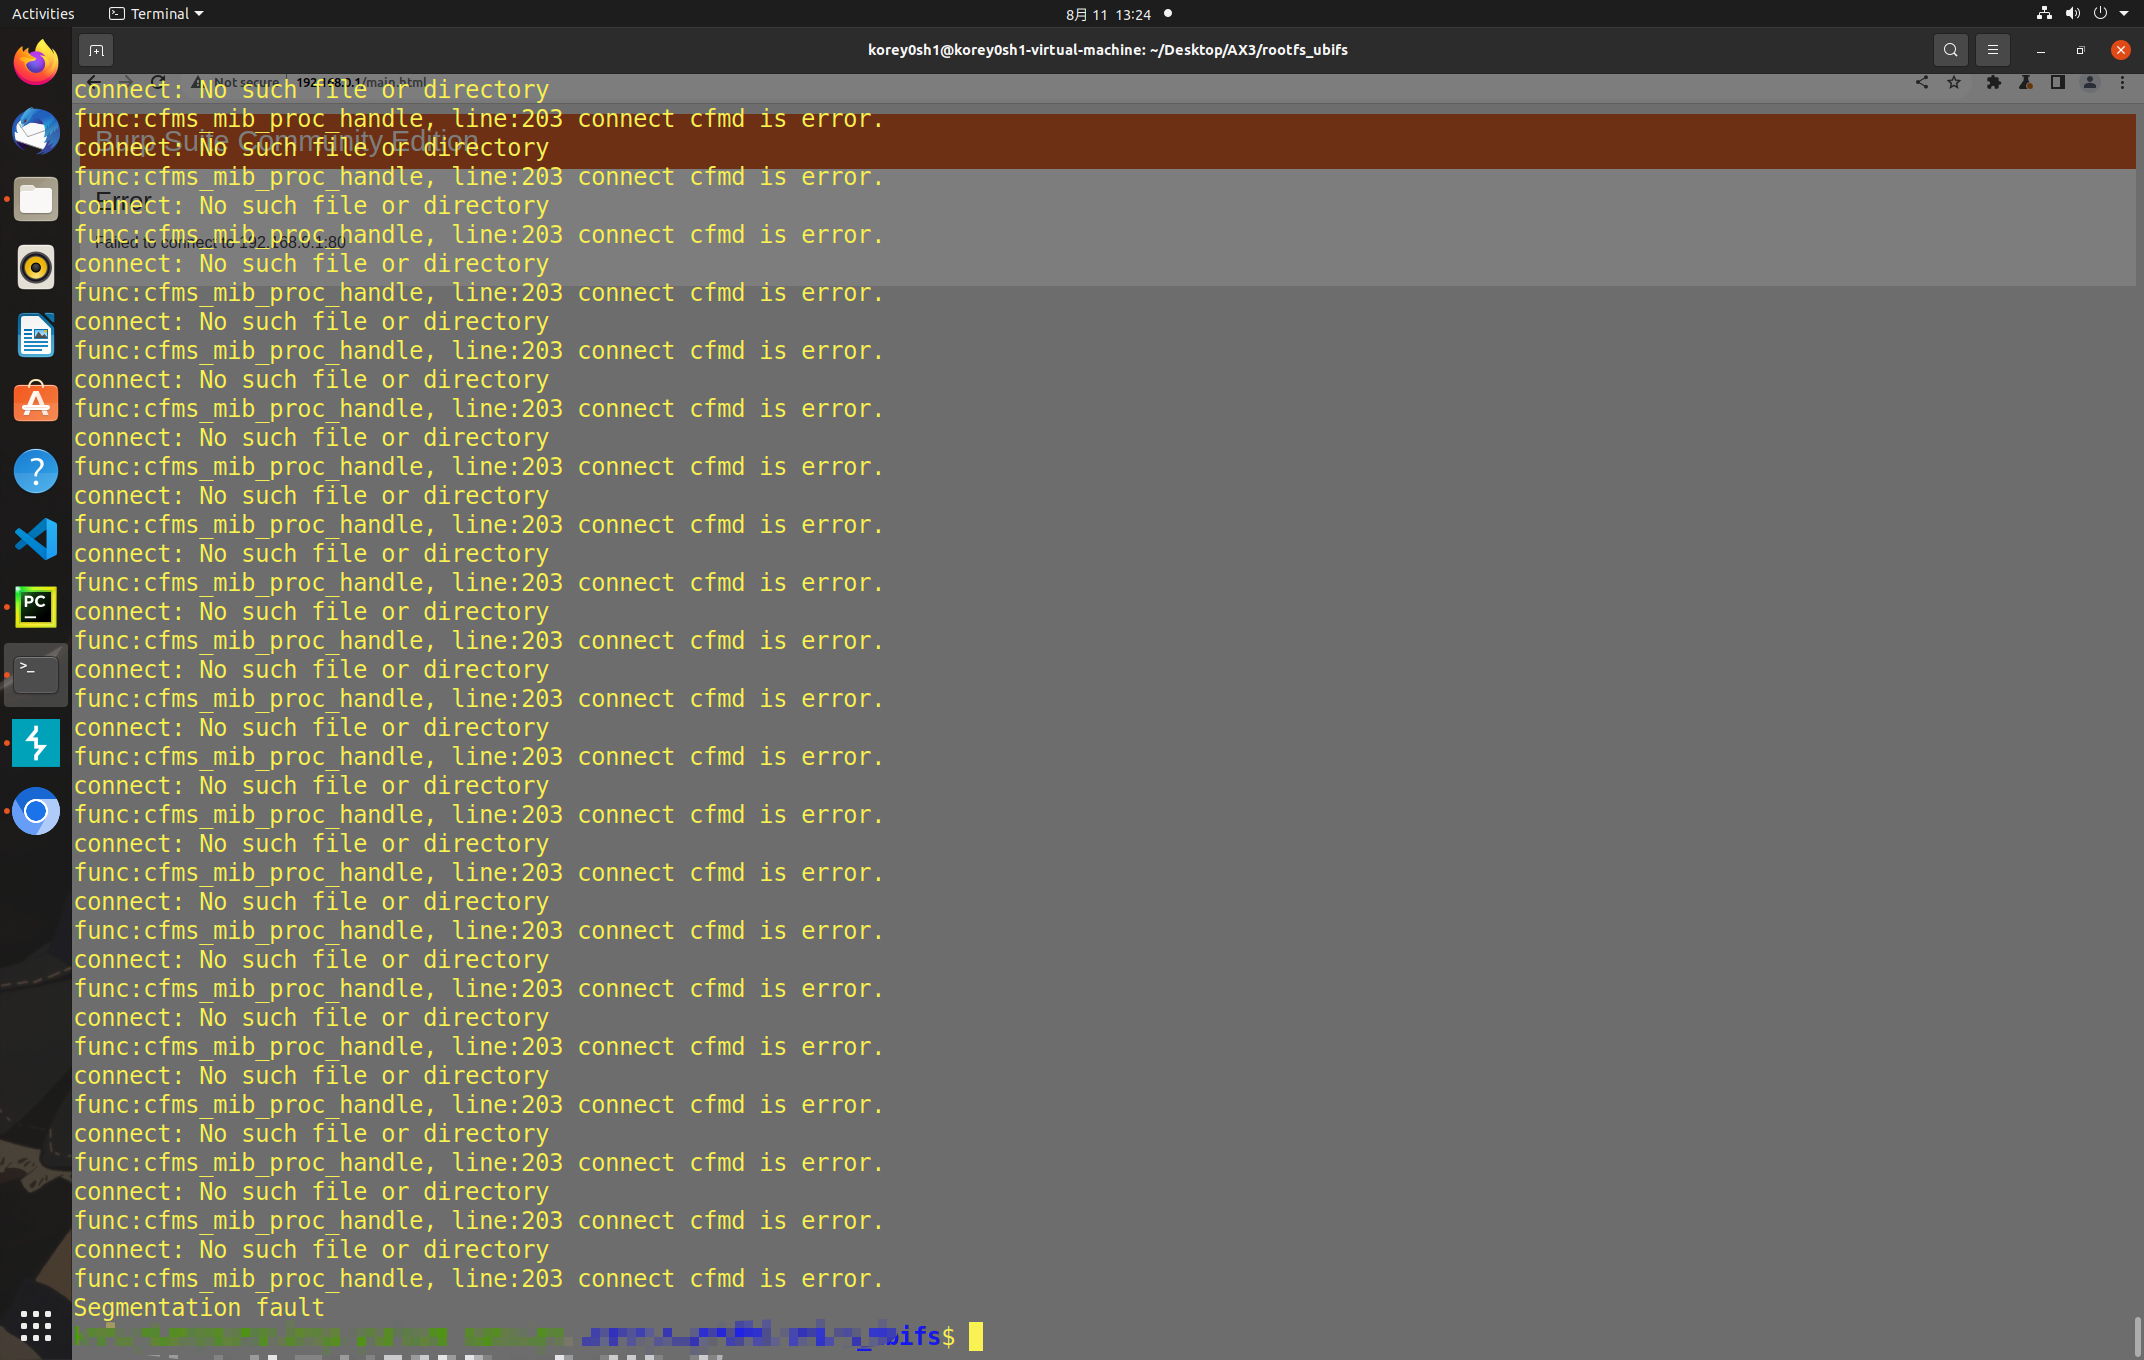 Activities Terminal 8月 11 13:24
korey0sh1@korey0sh1-virtual-machine: ~/Desktop/AX3/rootfs_ubifs
Not secure 192.168.0.1/main.html
connect: No such file or directory
func:cfms_mib_proc_handle, line:203 connect cfmd is error.
Burp Suite Community Edition
connect: No such file or directory
func:cfms_mib_proc_handle, line:203 connect cfmd is error.
Error
connect: No such file or directory
func:cfms_mib_proc_handle, line:203 connect cfmd is error.
Failed to connect to 192.168.0.1:80
connect: No such file or directory
func:cfms_mib_proc_handle, line:203 connect cfmd is error.
connect: No such file or directory
func:cfms_mib_proc_handle, line:203 connect cfmd is error.
connect: No such file or directory
func:cfms_mib_proc_handle, line:203 connect cfmd is error.
connect: No such file or directory
func:cfms_mib_proc_handle, line:203 connect cfmd is error.
connect: No such file or directory
func:cfms_mib_proc_handle, line:203 connect cfmd is error.
connect: No such file or directory
func:cfms_mib_proc_handle, line:203 connect cfmd is error.
connect: No such file or directory
func:cfms_mib_proc_handle, line:203 connect cfmd is error.
connect: No such file or directory
func:cfms_mib_proc_handle, line:203 connect cfmd is error.
connect: No such file or directory
func:cfms_mib_proc_handle, line:203 connect cfmd is error.
connect: No such file or directory
func:cfms_mib_proc_handle, line:203 connect cfmd is error.
connect: No such file or directory
func:cfms_mib_proc_handle, line:203 connect cfmd is error.
connect: No such file or directory
func:cfms_mib_proc_handle, line:203 connect cfmd is error.
connect: No such file or directory
func:cfms_mib_proc_handle, line:203 connect cfmd is error.
connect: No such file or directory
func:cfms_mib_proc_handle, line:203 connect cfmd is error.
connect: No such file or directory
func:cfms_mib_proc_handle, line:203 connect cfmd is error.
connect: No such file or directory
func:cfms_mib_proc_handle, line:203 connect cfmd is error.
connect: No such file or directory
func:cfms_mib_proc_handle, line:203 connect cfmd is error.
connect: No such file or directory
func:cfms_mib_proc_handle, line:203 connect cfmd is error.
Segmentation fault
_ubifs$